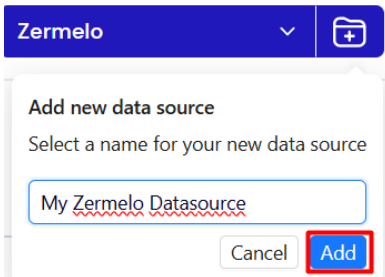 Zermelo
Add new data source
Select a name for your new data source
My Zermelo Datasource
Cancel Add